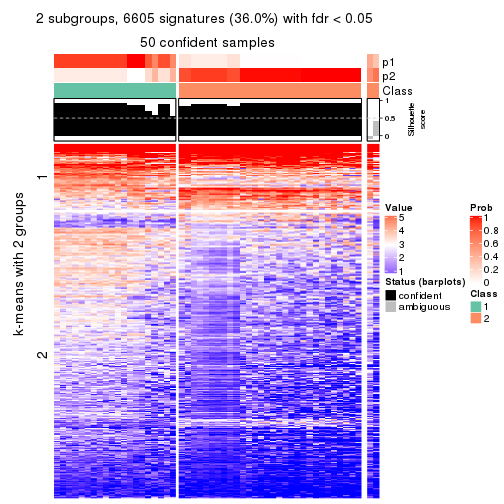 2 subgroups, 6605 signatures (36.0%) with fdr < 0.05
50 confident samples
p1
p2
Class
1
0.5
0
Silhouette
score
k-means with 2 groups
1
2
Value
5
4
3
2
1
Status (barplots)
confident
ambiguous
Prob
1
0.8
0.6
0.4
0.2
0
Class
1
2